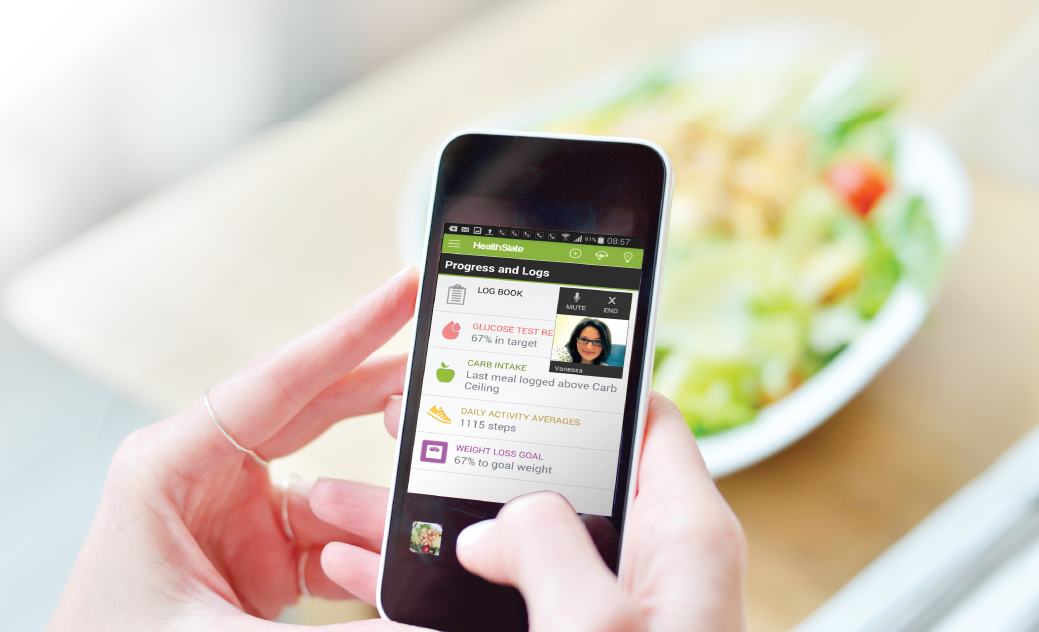 91% 08:57
HealthSlate
Progress and Logs
LOG BOOK
MUTE
END
GLUCOSE TEST RE
67% in target
Vanessa
CARB INTAKE
Last meal logged above Carb
Ceiling
DAILY ACTIVITY AVERAGES
1115 steps
WEIGHT LOSS GOAL
67% to goal weight